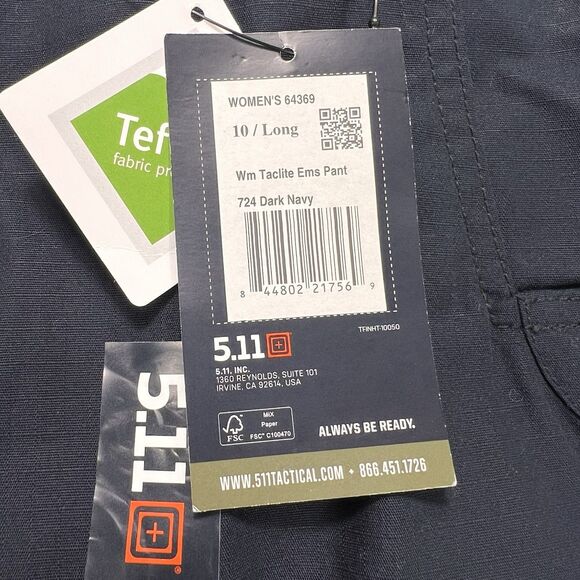 Tef
fabric pr
WOMEN'S 64369
10 / Long
Wm Taclite Ems Pant
724 Dark Navy
8 44802 21756 9
TFINHT-10050
5.11
5.11, INC.
1360 REYNOLDS, SUITE 101
IRVINE, CA 92614, USA
FSC
MIX
Paper
FSC™ C100470
ALWAYS BE READY.
WWW.511TACTICAL.COM • 866.451.1726
5.11